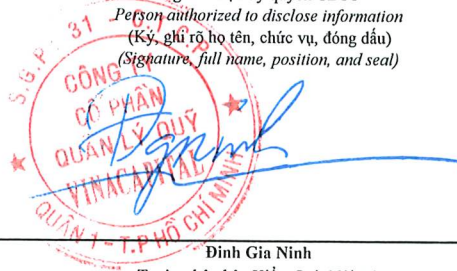 Person authorized to disclose information
(Ký, ghi rõ họ tên, chức vụ, đóng dấu)
(Signature, full name, position, and seal)
CÔNG TY
CỔ PHẦN
QUẢN LÝ QUỸ
VINACAPITAL
QUẬN 1 - T.P HỒ CHÍ MINH
Đinh Gia Ninh